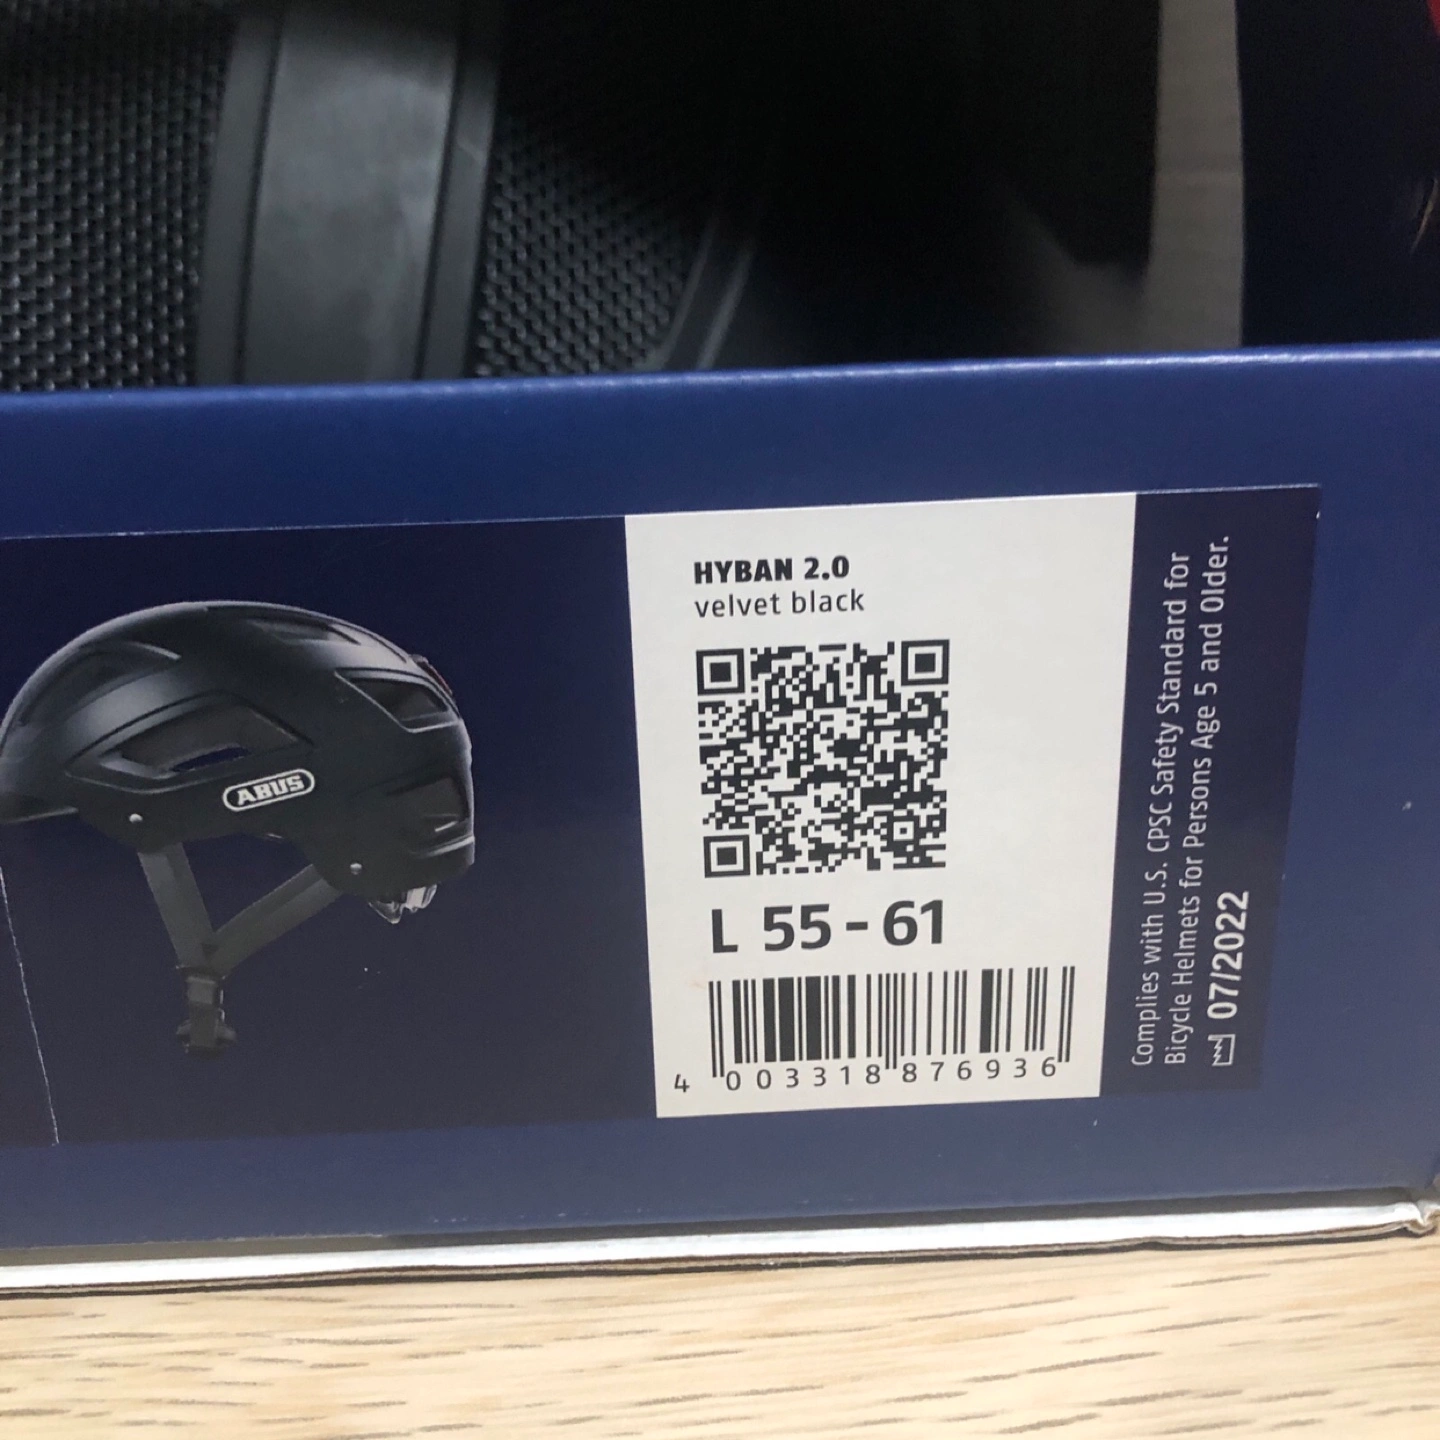 ABUS
HYBAN 2.0
velvet black
L 55-61
4 003318 876936
Complies with U.S. CPSC Safety Standard for
Bicycle Helmets for Persons Age 5 and Older.
07/2022